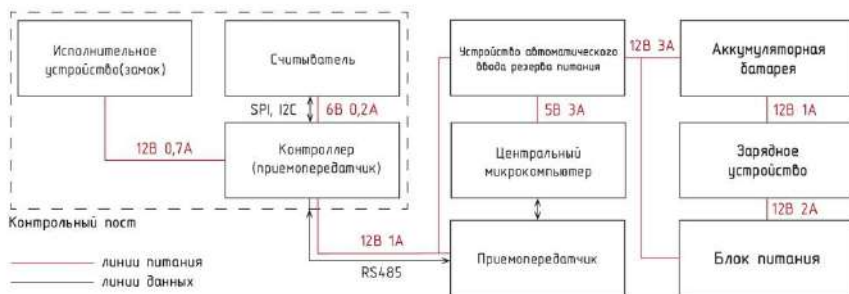 Исполнительное
устройство(замок)
Считыватель
SPI, I2C
6В 0,2А
12В 0,7А
Контроллер
(приемопередатчик)
Контрольный пост
линии питания
линии данных
12В 1А
RS485
Устройство автоматического
ввода резерва питания
5В 3А
Центральный
микрокомпьютер
Приемопередатчик
12В 3А
Аккумуляторная
батарея
12В 1А
Зарядное
устройство
12В 2А
Блок питания